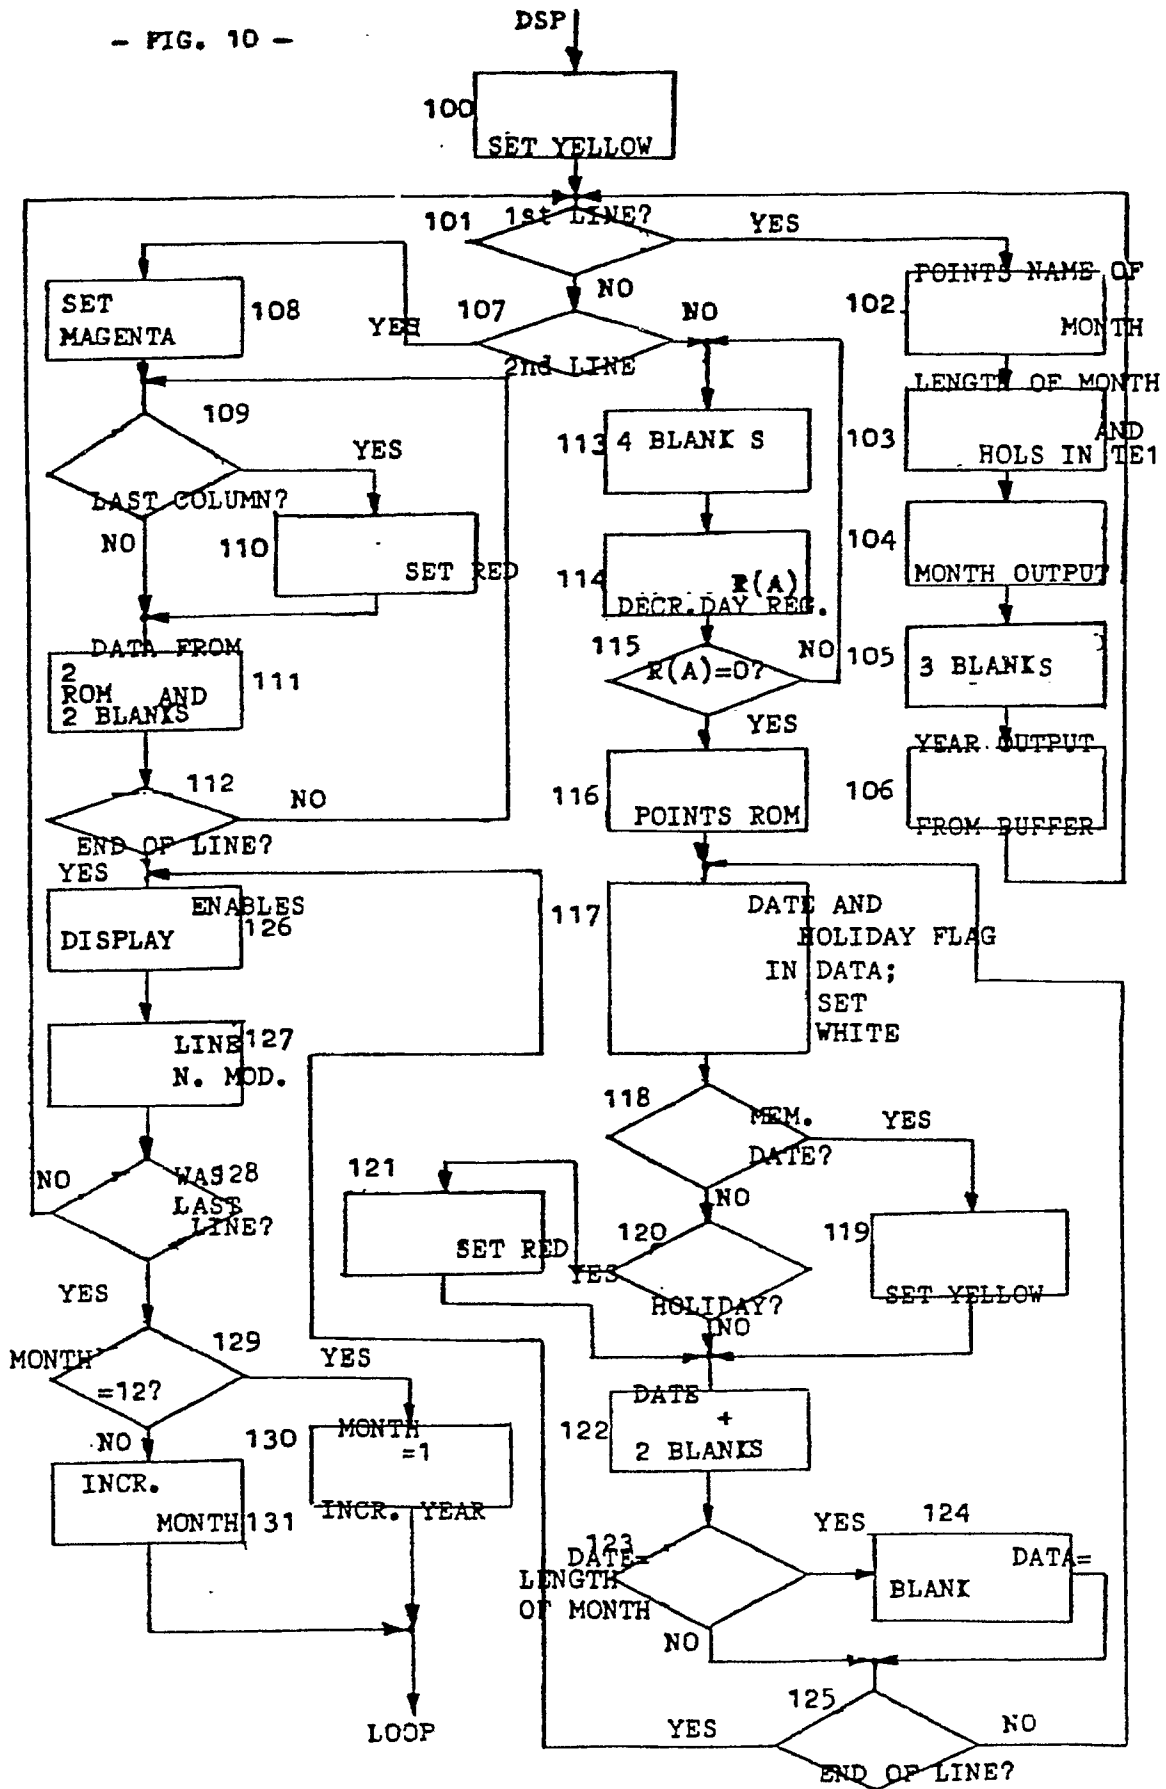 - FIG. 10 -
DSP
100
SET YELLOW
101
1st LINE?
YES
NO
POINTS NAME OF
MONTH
102
SET
MAGENTA
108
107
YES
NO
2nd LINE
LENGTH OF MONTH
AND
HOLS IN TE1
103
109
YES
LAST COLUMN?
NO
110
SET RED
113
4 BLANK S
104
MONTH OUTPUT
114
R(A)
DECR.DAY REG.
DATA FROM
2
ROM AND
2 BLANKS
111
115
R(A)=0?
NO
YES
105
3 BLANKS
YEAR OUTPUT
FROM BUFFER
106
112
NO
END OF LINE?
YES
116
POINTS ROM
ENABLES
DISPLAY
126
117
DATE AND
HOLIDAY FLAG
IN DATA;
SET
WHITE
LINE
N. MOD.
127
118
MEM.
DATE?
YES
NO
NO
WAS
LAST
LINE?
128
YES
121
SET RED
120
YES
HOLIDAY?
NO
119
SET YELLOW
129
MONTH
=12?
YES
NO
122
DATE
+
2 BLANKS
130
MONTH
=1
INCR. YEAR
INCR.
MONTH
131
123
DATE=
LENGTH
OF MONTH
YES
NO
124
DATA=
BLANK
125
YES
NO
END OF LINE?
LOOP